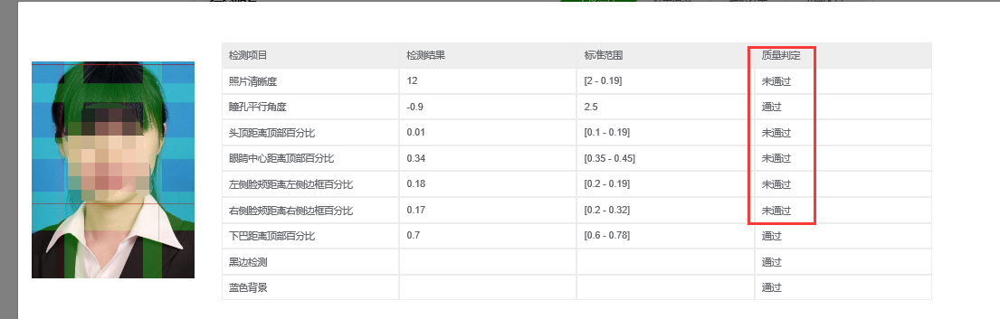 检测项目 检测结果 标准范围 质量判定
照片清晰度 12 [2 - 0.19] 未通过
瞳孔平行角度 -0.9 2.5 通过
头顶距离顶部百分比 0.01 [0.1 - 0.19] 未通过
眼睛中心距离顶部百分比 0.34 [0.35 - 0.45] 未通过
左侧脸颊距离左侧边框百分比 0.18 [0.2 - 0.19] 未通过
右侧脸颊距离右侧边框百分比 0.17 [0.2 - 0.32] 未通过
下巴距离顶部百分比 0.7 [0.6 - 0.78] 通过
黑边检测 通过
蓝色背景 通过